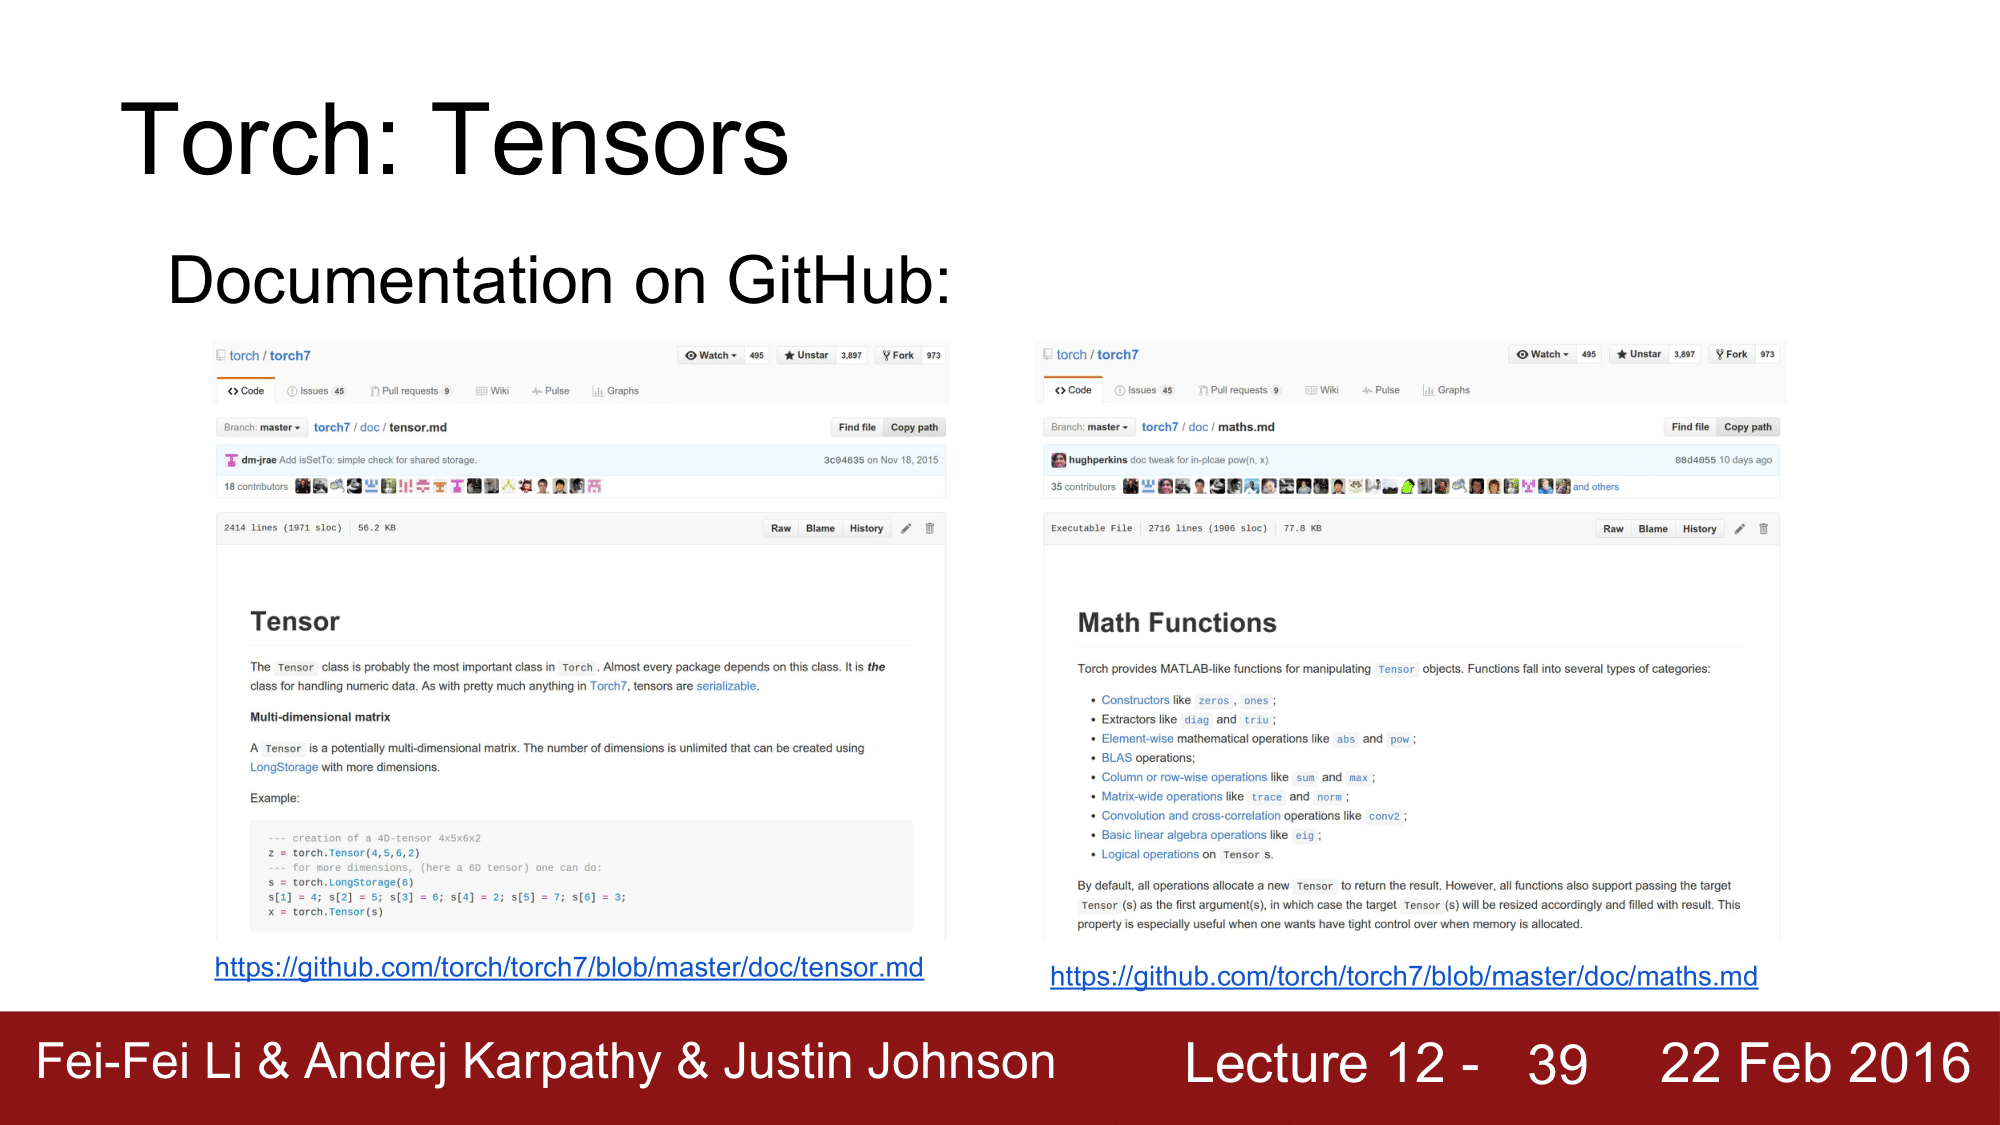 Torch: Tensors
Documentation on GitHub:
torch / torch7
Watch 495 Unstar 3,897 Fork 973
Code Issues 45 Pull requests 9 Wiki Pulse Graphs
Branch: master torch7 / doc / tensor.md Find file Copy path
dm-jrae Add isSetTo: simple check for shared storage. 3c04835 on Nov 18, 2015
18 contributors
2414 lines (1971 sloc) 56.2 KB Raw Blame History
Tensor
The Tensor class is probably the most important class in Torch . Almost every package depends on this class. It is the
class for handling numeric data. As with pretty much anything in Torch7, tensors are serializable.
Multi-dimensional matrix
A Tensor is a potentially multi-dimensional matrix. The number of dimensions is unlimited that can be created using
LongStorage with more dimensions.
Example:
--- creation of a 4D-tensor 4x5x6x2
z = torch.Tensor(4,5,6,2)
--- for more dimensions, (here a 6D tensor) one can do:
s = torch.LongStorage(6)
s[1] = 4; s[2] = 5; s[3] = 6; s[4] = 2; s[5] = 7; s[6] = 3;
x = torch.Tensor(s)
https://github.com/torch/torch7/blob/master/doc/tensor.md
torch / torch7
Watch 495 Unstar 3,897 Fork 973
Code Issues 45 Pull requests 9 Wiki Pulse Graphs
Branch: master torch7 / doc / maths.md Find file Copy path
hughperkins doc tweak for in-plcae pow(n, x) 08d4055 10 days ago
35 contributors and others
Executable File 2716 lines (1906 sloc) 77.8 KB Raw Blame History
Math Functions
Torch provides MATLAB-like functions for manipulating Tensor objects. Functions fall into several types of categories:
• Constructors like zeros , ones ;
• Extractors like diag and triu ;
• Element-wise mathematical operations like abs and pow ;
• BLAS operations;
• Column or row-wise operations like sum and max ;
• Matrix-wide operations like trace and norm ;
• Convolution and cross-correlation operations like conv2 ;
• Basic linear algebra operations like eig ;
• Logical operations on Tensor s.
By default, all operations allocate a new Tensor to return the result. However, all functions also support passing the target
Tensor (s) as the first argument(s), in which case the target Tensor (s) will be resized accordingly and filled with result. This
property is especially useful when one wants have tight control over when memory is allocated.
https://github.com/torch/torch7/blob/master/doc/maths.md
Fei-Fei Li & Andrej Karpathy & Justin Johnson Lecture 12 - 39 22 Feb 2016